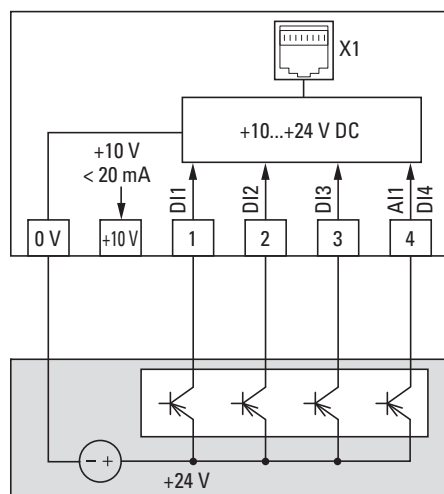 X1
+10...+24 V DC
+10 V
< 20 mA
DI1
DI2
DI3
AI1
DI4
0 V
+10 V
1
2
3
4
- +
+24 V